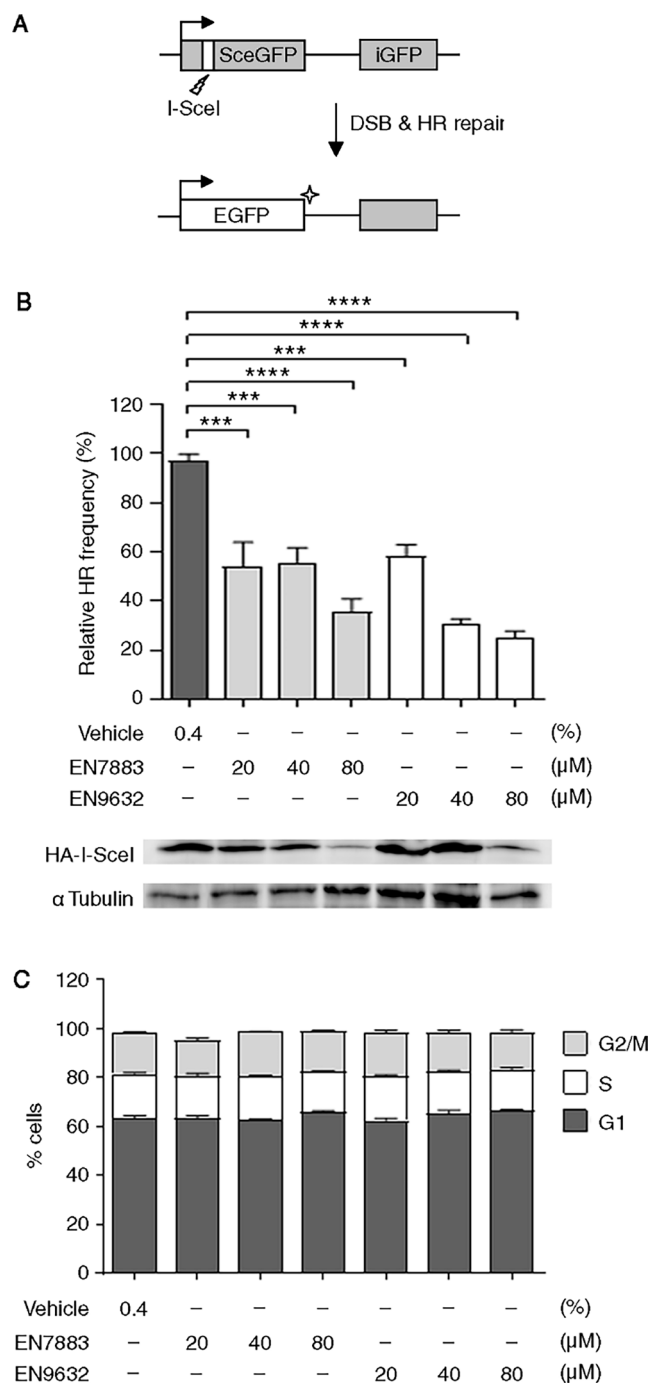 A
SceGFP iGFP
I-SceI
DSB & HR repair
EGFP
B
****
****
***
****
***
***
Relative HR frequency (%)
120
100
80
60
40
20
0
Vehicle 0.4 – – – – – – (%)
EN7883 – 20 40 80 – – – (µM)
EN9632 – – – – 20 40 80 (µM)
HA-I-SceI
α Tubulin
C
% cells
120
100
80
60
40
20
0
G2/M
S
G1
Vehicle 0.4 – – – – – – (%)
EN7883 – 20 40 80 – – – (µM)
EN9632 – – – – 20 40 80 (µM)